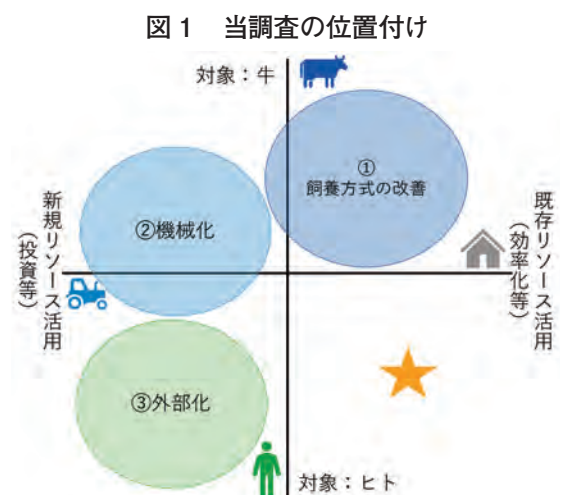 図1 当調査の位置付け
対象：牛
①
飼養方式の改善
②機械化
新規リソース活用
（投資等）
既存リソース活用
（効率化等）
③外部化
対象：ヒト